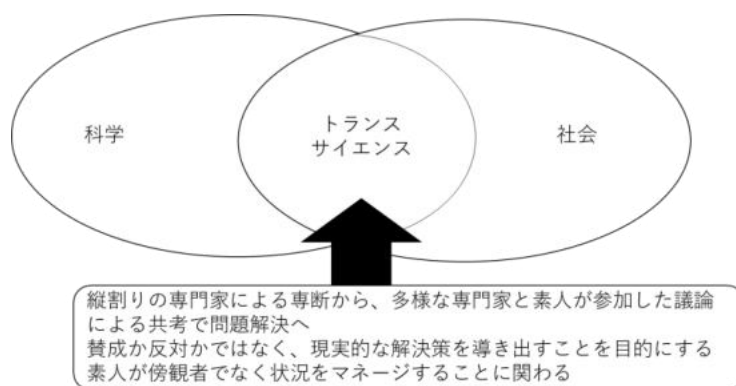 科学
トランス
サイエンス
社会
縦割りの専門家による専断から、多様な専門家と素人が参加した議論
による共考で問題解決へ
賛成か反対かではなく、現実的な解決策を導き出すことを目的にする
素人が傍観者でなく状況をマネージすることに関わる